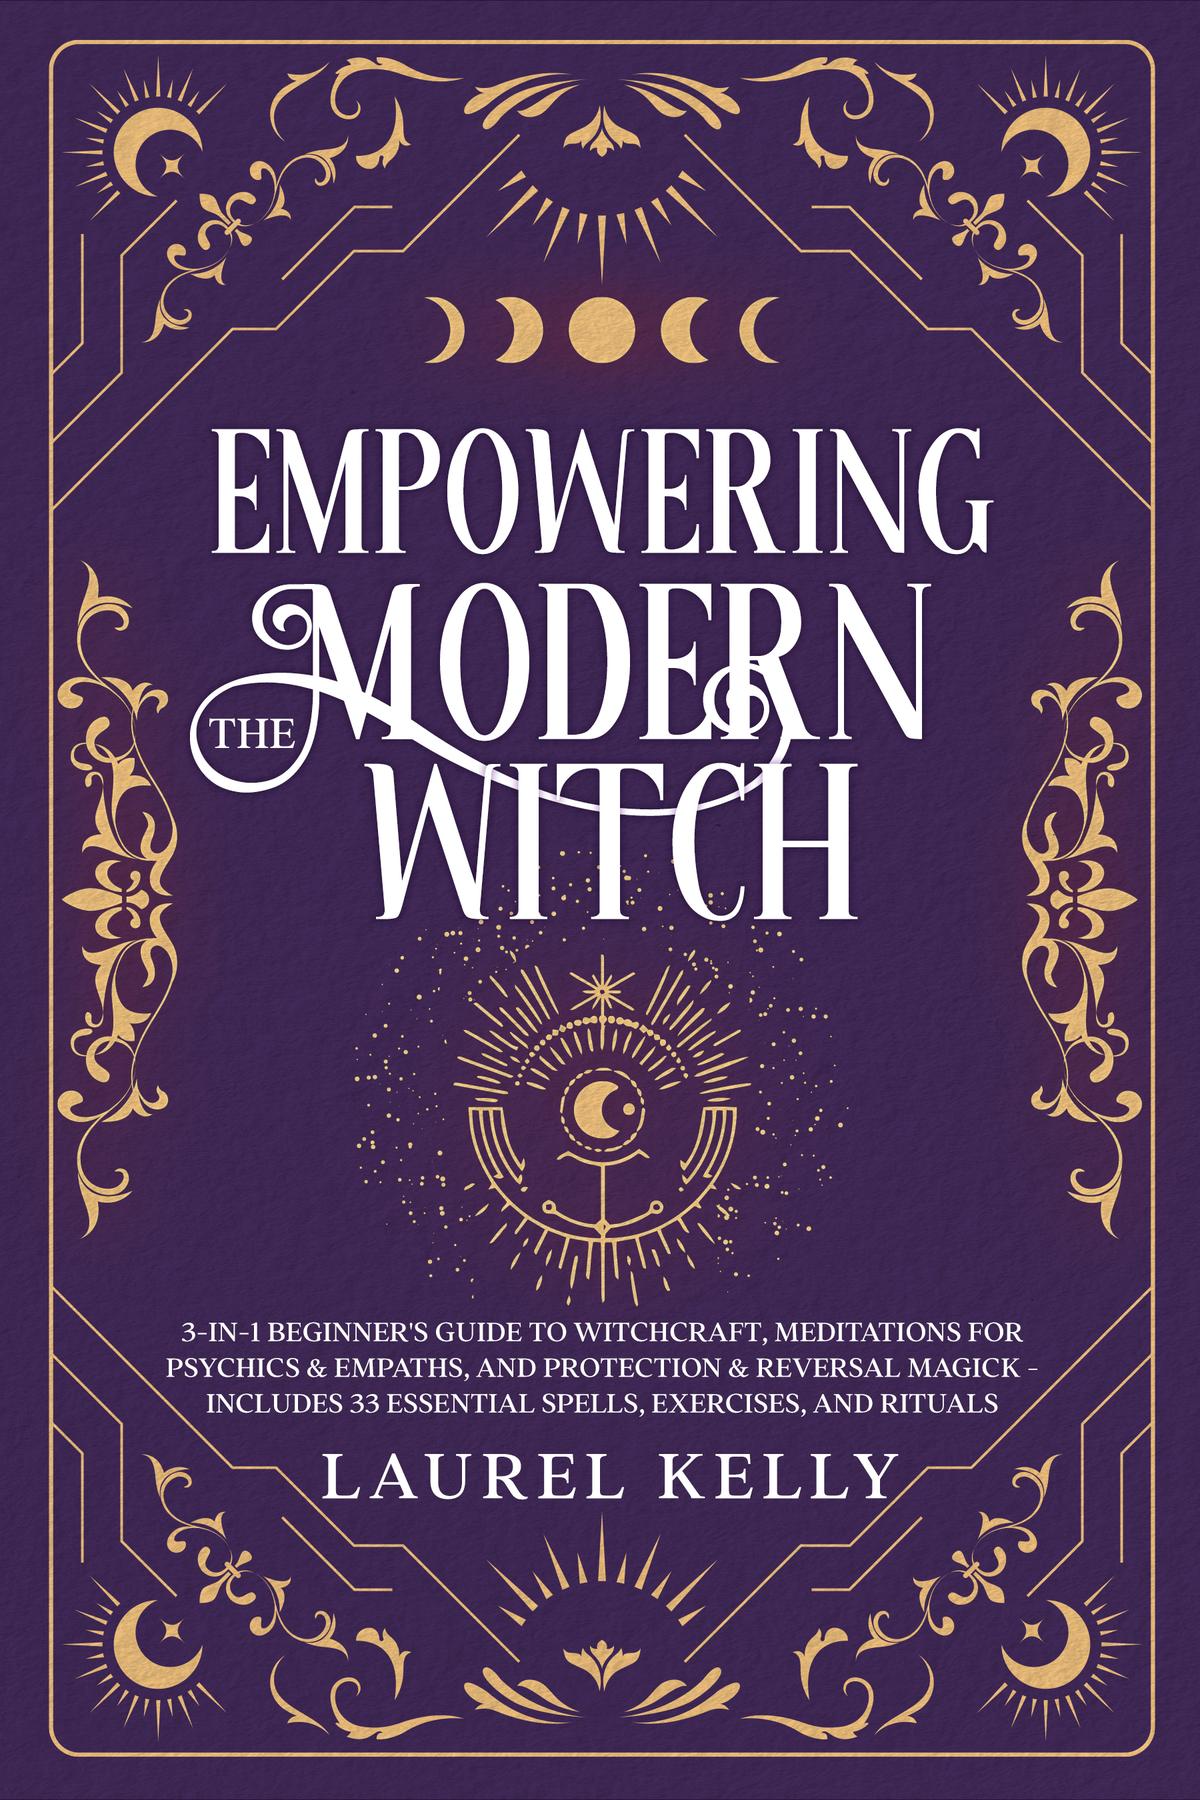 EMPOWERING
THE MODERN
WITCH
3-IN-1 BEGINNER'S GUIDE TO WITCHCRAFT, MEDITATIONS FOR
PSYCHICS & EMPATHS, AND PROTECTION & REVERSAL MAGICK –
INCLUDES 33 ESSENTIAL SPELLS, EXERCISES, AND RITUALS
LAUREL KELLY